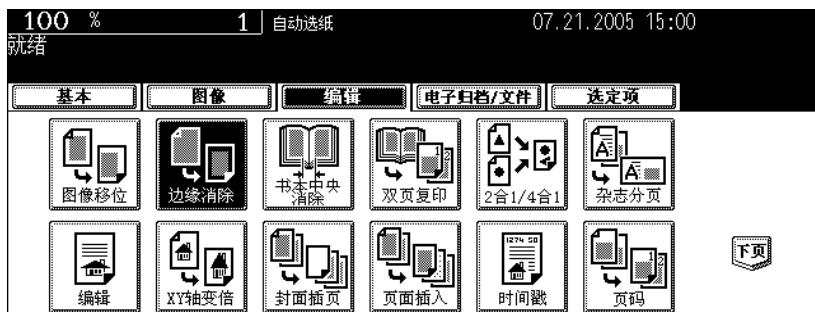 100 % 1 自动选纸 07.21.2005 15:00
就绪
基本 图像 编辑 电子归档/文件 选定项
图像移位 边缘消除 书本中央消除 双页复印 2合1/4合1 杂志分页
下页
编辑 XY轴变倍 封面插页 页面插入 时间戳 页码